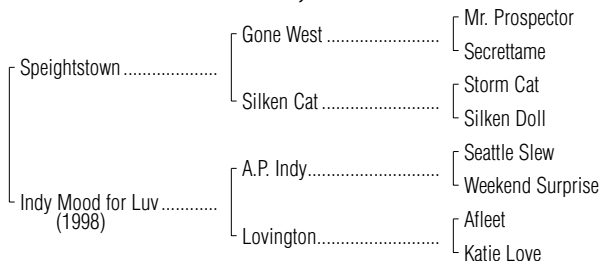 Mr. Prospector
Gone West ........................
Secrettame
Speightstown ....................
Storm Cat
Silken Cat .........................
Silken Doll
Seattle Slew
A.P. Indy............................
Weekend Surprise
Indy Mood for Luv ............
(1998)
Afleet
Lovington..........................
Katie Love